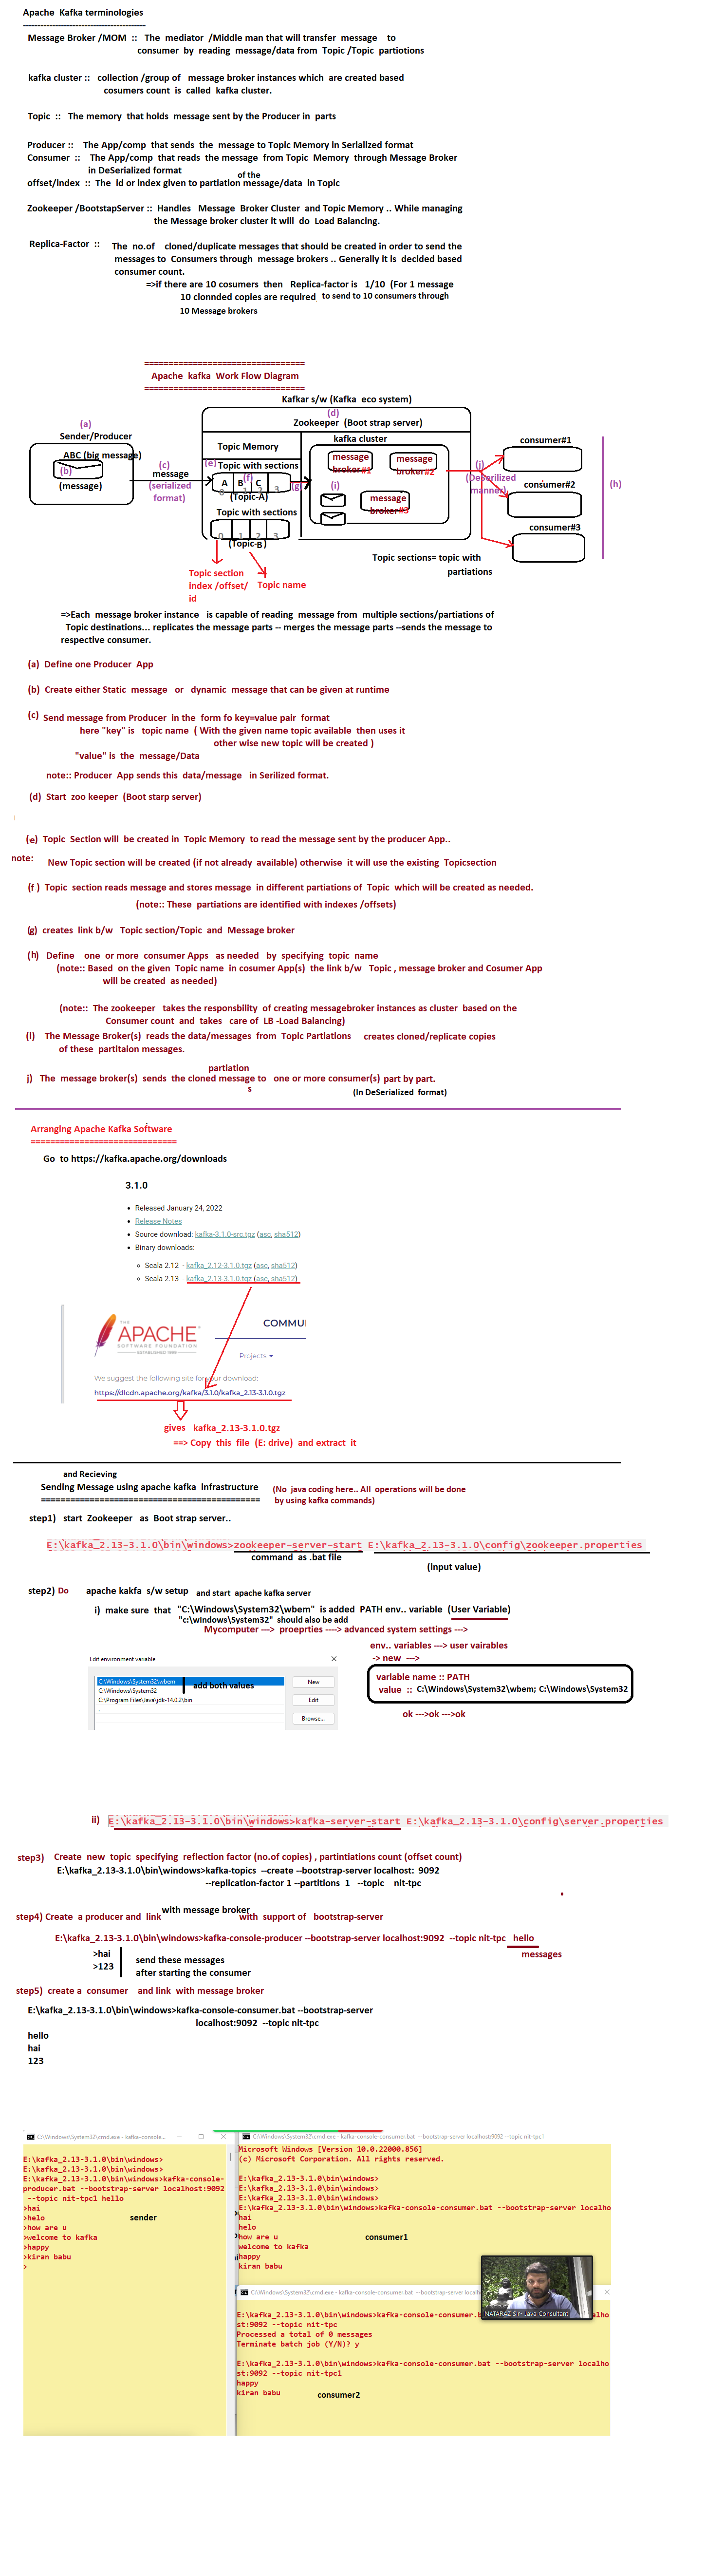 Apache Kafka terminologies
-----------------------------------------
Message Broker /MOM :: The mediator /Middle man that will transfer message to
consumer by reading message/data from Topic /Topic partiotions
kafka cluster :: collection /group of message broker instances which are created based
cosumers count is called kafka cluster.
Topic :: The memory that holds message sent by the Producer in parts
Producer :: The App/comp that sends the message to Topic Memory in Serialized format
Consumer :: The App/comp that reads the message from Topic Memory through Message Broker
in DeSerialized format
of the
offset/index :: The id or index given to partiation message/data in Topic
Zookeeper /BootstapServer :: Handles Message Broker Cluster and Topic Memory .. While managing
the Message broker cluster it will do Load Balancing.
Replica-Factor :: The no.of cloned/duplicate messages that should be created in order to send the
messages to Consumers through message brokers .. Generally it is decided based
consumer count.
=>if there are 10 cosumers then Replica-factor is 1/10 (For 1 message
10 clonnded copies are required to send to 10 consumers through
10 Message brokers
================================
Apache kafka Work Flow Diagram
================================
Kafkar s/w (Kafka eco system)
(d)
Zookeeper (Boot strap server)
(a)
Sender/Producer
ABC (big message)
(b)
(message)
(c)
message
(serialized
format)
Topic Memory
(e) Topic with sections
(f)
A B C
0 1 2 3
(Topic-A)
(g)
Topic with sections
0 1 2 3
(Topic-B)
kafka cluster
message
broker#1
message
broker#2
(i)
message
broker#3
(j)
(Deserilized
manner)
consumer#1
consumer#2
consumer#3
(h)
Topic section
index /offset/
id
Topic name
Topic sections= topic with
partiations
=>Each message broker instance is capable of reading message from multiple sections/partiations of
Topic destinations... replicates the message parts -- merges the message parts --sends the message to
respective consumer.
(a) Define one Producer App
(b) Create either Static message or dynamic message that can be given at runtime
(c) Send message from Producer in the form fo key=value pair format
here "key" is topic name ( With the given name topic available then uses it
other wise new topic will be created )
"value" is the message/Data
note:: Producer App sends this data/message in Serilized format.
(d) Start zoo keeper (Boot starp server)
(e) Topic Section will be created in Topic Memory to read the message sent by the producer App..
note: New Topic section will be created (if not already available) otherwise it will use the existing Topicsection
(f ) Topic section reads message and stores message in different partiations of Topic which will be created as needed.
(note:: These partiations are identified with indexes /offsets)
(g) creates link b/w Topic section/Topic and Message broker
(h) Define one or more consumer Apps as needed by specifying topic name
(note:: Based on the given Topic name in cosumer App(s) the link b/w Topic , message broker and Cosumer App
will be created as needed)
(note:: The zookeeper takes the responsbility of creating messagebroker instances as cluster based on the
Consumer count and takes care of LB -Load Balancing)
(i) The Message Broker(s) reads the data/messages from Topic Partiations creates cloned/replicate copies
of these partitaion messages.
partiation
j) The message broker(s) sends the cloned message to one or more consumer(s) part by part.
s
(In DeSerialized format)
Arranging Apache Kafka Software
=============================
Go to https://kafka.apache.org/downloads
3.1.0
• Released January 24, 2022
• Release Notes
• Source download: kafka-3.1.0-src.tgz (asc, sha512)
• Binary downloads:
Scala 2.12 - kafka_2.12-3.1.0.tgz (asc, sha512)
Scala 2.13 - kafka_2.13-3.1.0.tgz (asc, sha512)
THE
APACHE
SOFTWARE FOUNDATION
ESTABLISHED 1999
COMMU
Projects
We suggest the following site for your download:
https://dlcdn.apache.org/kafka/3.1.0/kafka_2.13-3.1.0.tgz
gives kafka_2.13-3.1.0.tgz
==> Copy this file (E: drive) and extract it
and Recieving
Sending Message using apache kafka infrastructure
(No java coding here.. All operations will be done
by using kafka commands)
============================================
step1) start Zookeeper as Boot strap server..
E:\kafka_2.13-3.1.0\bin\windows>zookeeper-server-start E:\kafka_2.13-3.1.0\config\zookeeper.properties
command as .bat file
(input value)
step2) Do apache kakfa s/w setup and start apache kafka server
i) make sure that "C:\Windows\System32\wbem" is added PATH env.. variable (User Variable)
"c:\windows\System32" should also be add
Mycomputer ---> proeprties ----> advanced system settings --->
env.. variables ---> user vairables
-> new --->
variable name :: PATH
value :: C:\Windows\System32\wbem; C:\Windows\System32
ok --->ok --->ok
Edit environment variable
C:\Windows\System32\wbem
C:\Windows\System32
C:\Program Files\Java\jdk-14.0.2\bin
add both values
New
Edit
Browse...
ii) E:\kafka_2.13-3.1.0\bin\windows>kafka-server-start E:\kafka_2.13-3.1.0\config\server.properties
step3) Create new topic specifying reflection factor (no.of copies) , partintiations count (offset count)
E:\kafka_2.13-3.1.0\bin\windows>kafka-topics --create --bootstrap-server localhost: 9092
--replication-factor 1 --partitions 1 --topic nit-tpc
with message broker
step4) Create a producer and link with support of bootstrap-server
E:\kafka_2.13-3.1.0\bin\windows>kafka-console-producer --bootstrap-server localhost:9092 --topic nit-tpc hello
messages
>hai
>123
send these messages
after starting the consumer
step5) create a consumer and link with message broker
E:\kafka_2.13-3.1.0\bin\windows>kafka-console-consumer.bat --bootstrap-server
localhost:9092 --topic nit-tpc
hello
hai
123
C:\Windows\System32\cmd.exe - kafka-console...
E:\kafka_2.13-3.1.0\bin\windows>
E:\kafka_2.13-3.1.0\bin\windows>
E:\kafka_2.13-3.1.0\bin\windows>kafka-console-
producer.bat --bootstrap-server localhost:9092
--topic nit-tpc1 hello
>hai
>helo
>how are u
>welcome to kafka
>happy
>kiran babu
>
sender
C:\Windows\System32\cmd.exe - kafka-console-consumer.bat --bootstrap-server localhost:9092 --topic nit-tpc1
Microsoft Windows [Version 10.0.22000.856]
(c) Microsoft Corporation. All rights reserved.
E:\kafka_2.13-3.1.0\bin\windows>
E:\kafka_2.13-3.1.0\bin\windows>
E:\kafka_2.13-3.1.0\bin\windows>
E:\kafka_2.13-3.1.0\bin\windows>kafka-console-consumer.bat --bootstrap-server localho
hai
helo
how are u
welcome to kafka
happy
kiran babu
consumer1
NATARAZ Sir- Java Consultant
C:\Windows\System32\cmd.exe - kafka-console-consumer.bat --bootstrap-server
E:\kafka_2.13-3.1.0\bin\windows>kafka-console-consumer.b
alho
st:9092 --topic nit-tpc
Processed a total of 0 messages
Terminate batch job (Y/N)? y
E:\kafka_2.13-3.1.0\bin\windows>kafka-console-consumer.bat --bootstrap-server localho
st:9092 --topic nit-tpc1
happy
kiran babu
consumer2